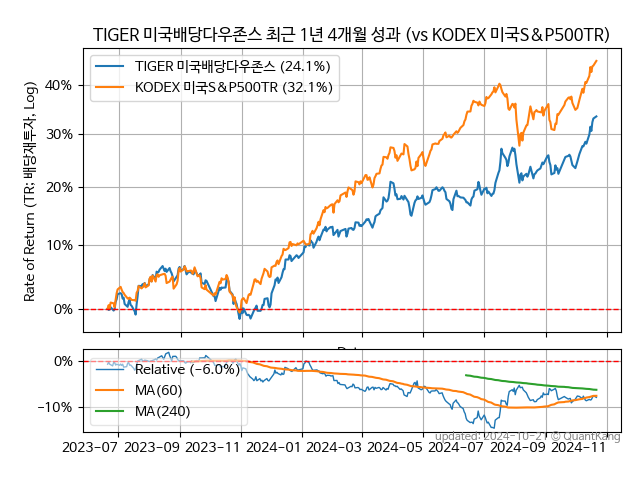 TIGER 미국배당다우존스 최근 1년 4개월 성과 (vs KODEX 미국S&P500TR)
TIGER 미국배당다우존스 (24.1%)
KODEX 미국S&P500TR (32.1%)
Rate of Return (TR: 배당재투자, Log)
40%
30%
20%
10%
0%
0%
−10%
Relative (−6.0%)
MA(60)
MA(240)
updated: 2024-10-21 © QuantKang
2023-07 2023-09 2023-11 2024-01 2024-03 2024-05 2024-07 2024-09 2024-11